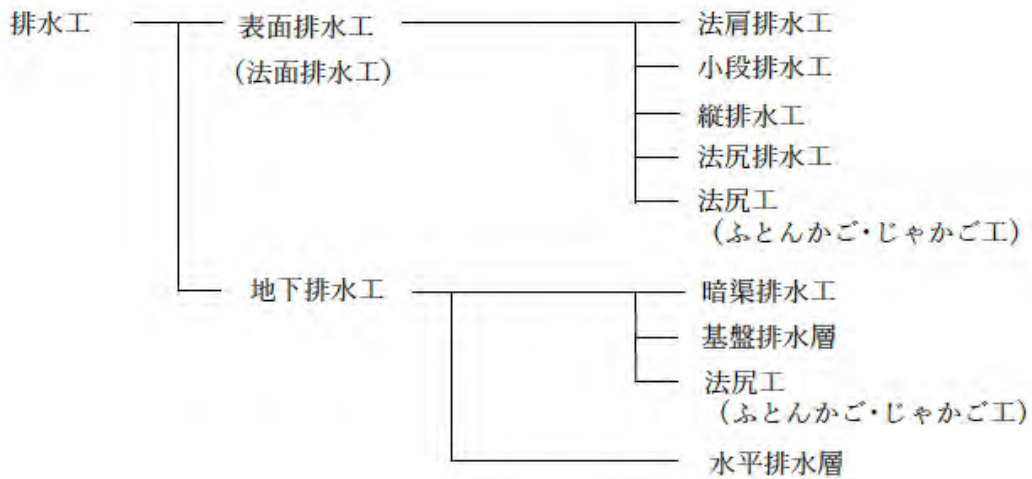 排水工
表面排水工
(法面排水工)
法肩排水工
小段排水工
縦排水工
法尻排水工
法尻工
(ふとんかご・じゃかご工)
地下排水工
暗渠排水工
基盤排水層
法尻工
(ふとんかご・じゃかご工)
水平排水層